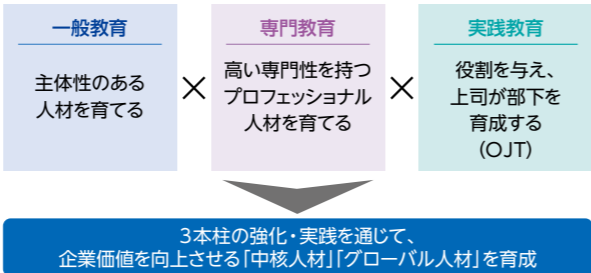 一般教育
主体性のある
人材を育てる
×
専門教育
高い専門性を持つ
プロフェッショナル
人材を育てる
×
実践教育
役割を与え、
上司が部下を
育成する
(OJT)
3本柱の強化・実践を通じて、
企業価値を向上させる「中核人材」「グローバル人材」を育成